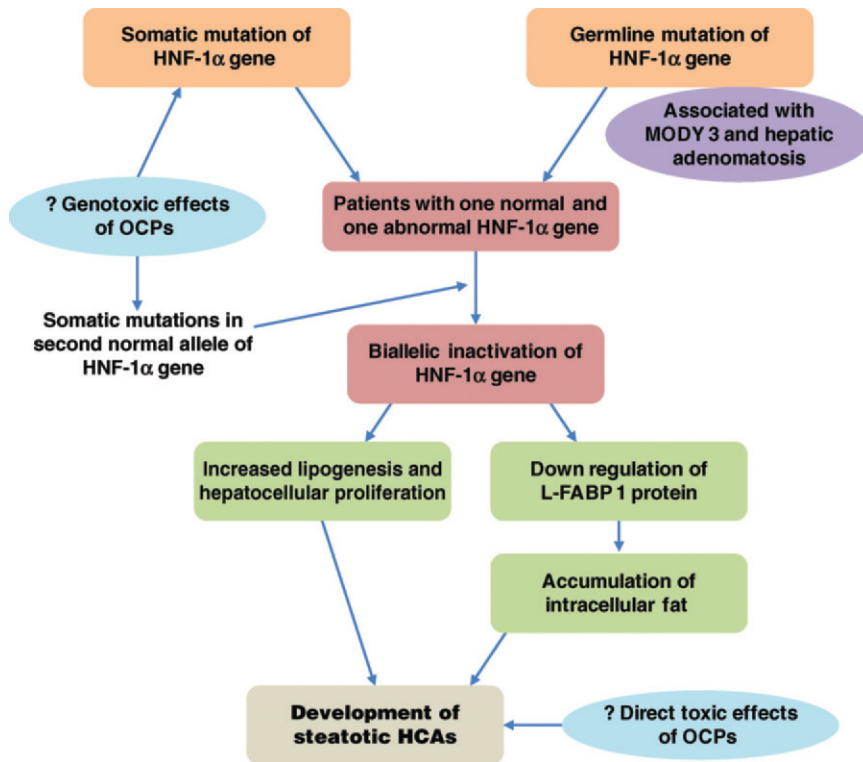 Somatic mutation of
HNF-1α gene
Germline mutation of
HNF-1α gene
Associated with
MODY 3 and hepatic
adenomatosis
? Genotoxic effects
of OCPs
Patients with one normal and
one abnormal HNF-1α gene
Somatic mutations in
second normal allele of
HNF-1α gene
Biallelic inactivation of
HNF-1α gene
Increased lipogenesis and
hepatocellular proliferation
Down regulation of
L-FABP 1 protein
Accumulation of
intracellular fat
Development of
steatotic HCAs
? Direct toxic effects
of OCPs